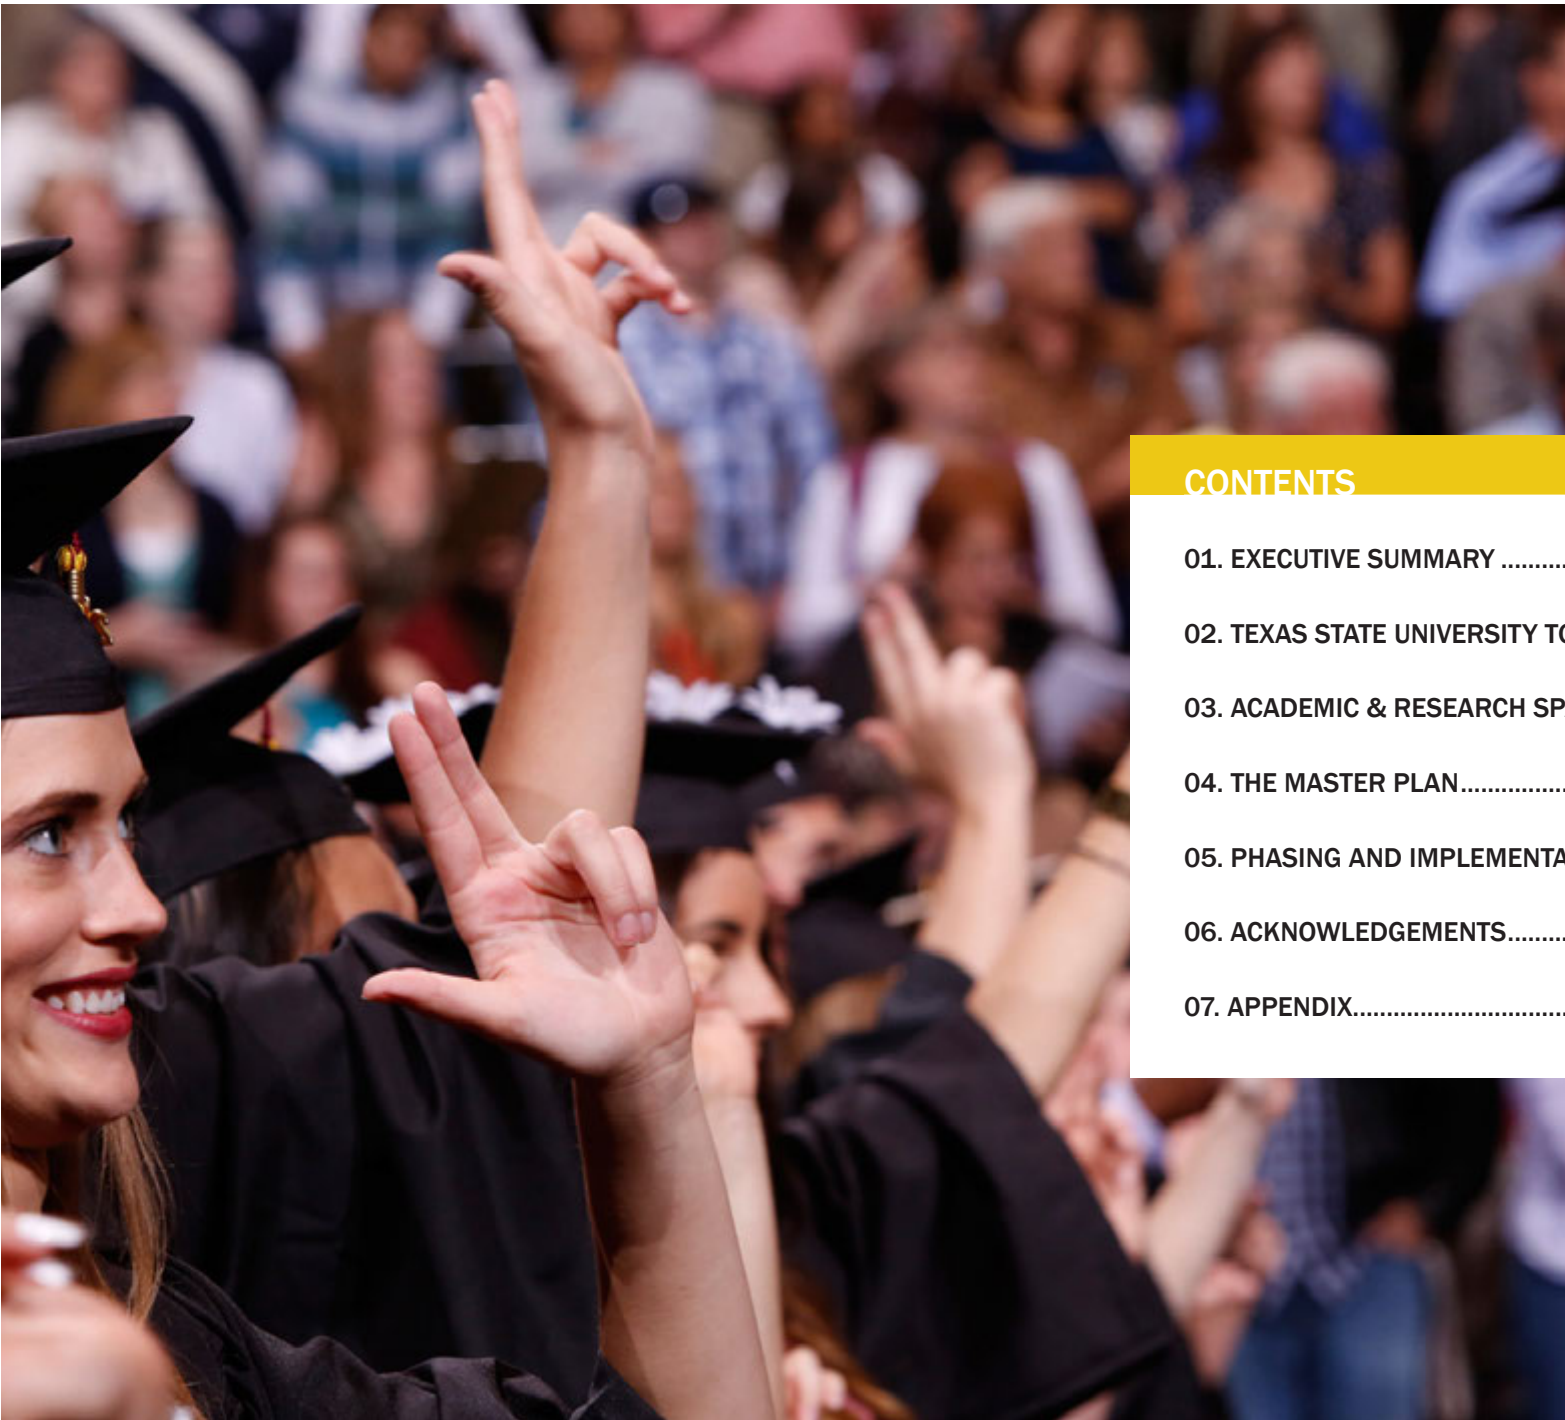 CONTENTS
01. EXECUTIVE SUMMARY ..........
02. TEXAS STATE UNIVERSITY
03. ACADEMIC & RESEARCH
04. THE MASTER PLAN................
05. PHASING AND
06. ACKNOWLEDGEMENTS.........
07. APPENDIX................................